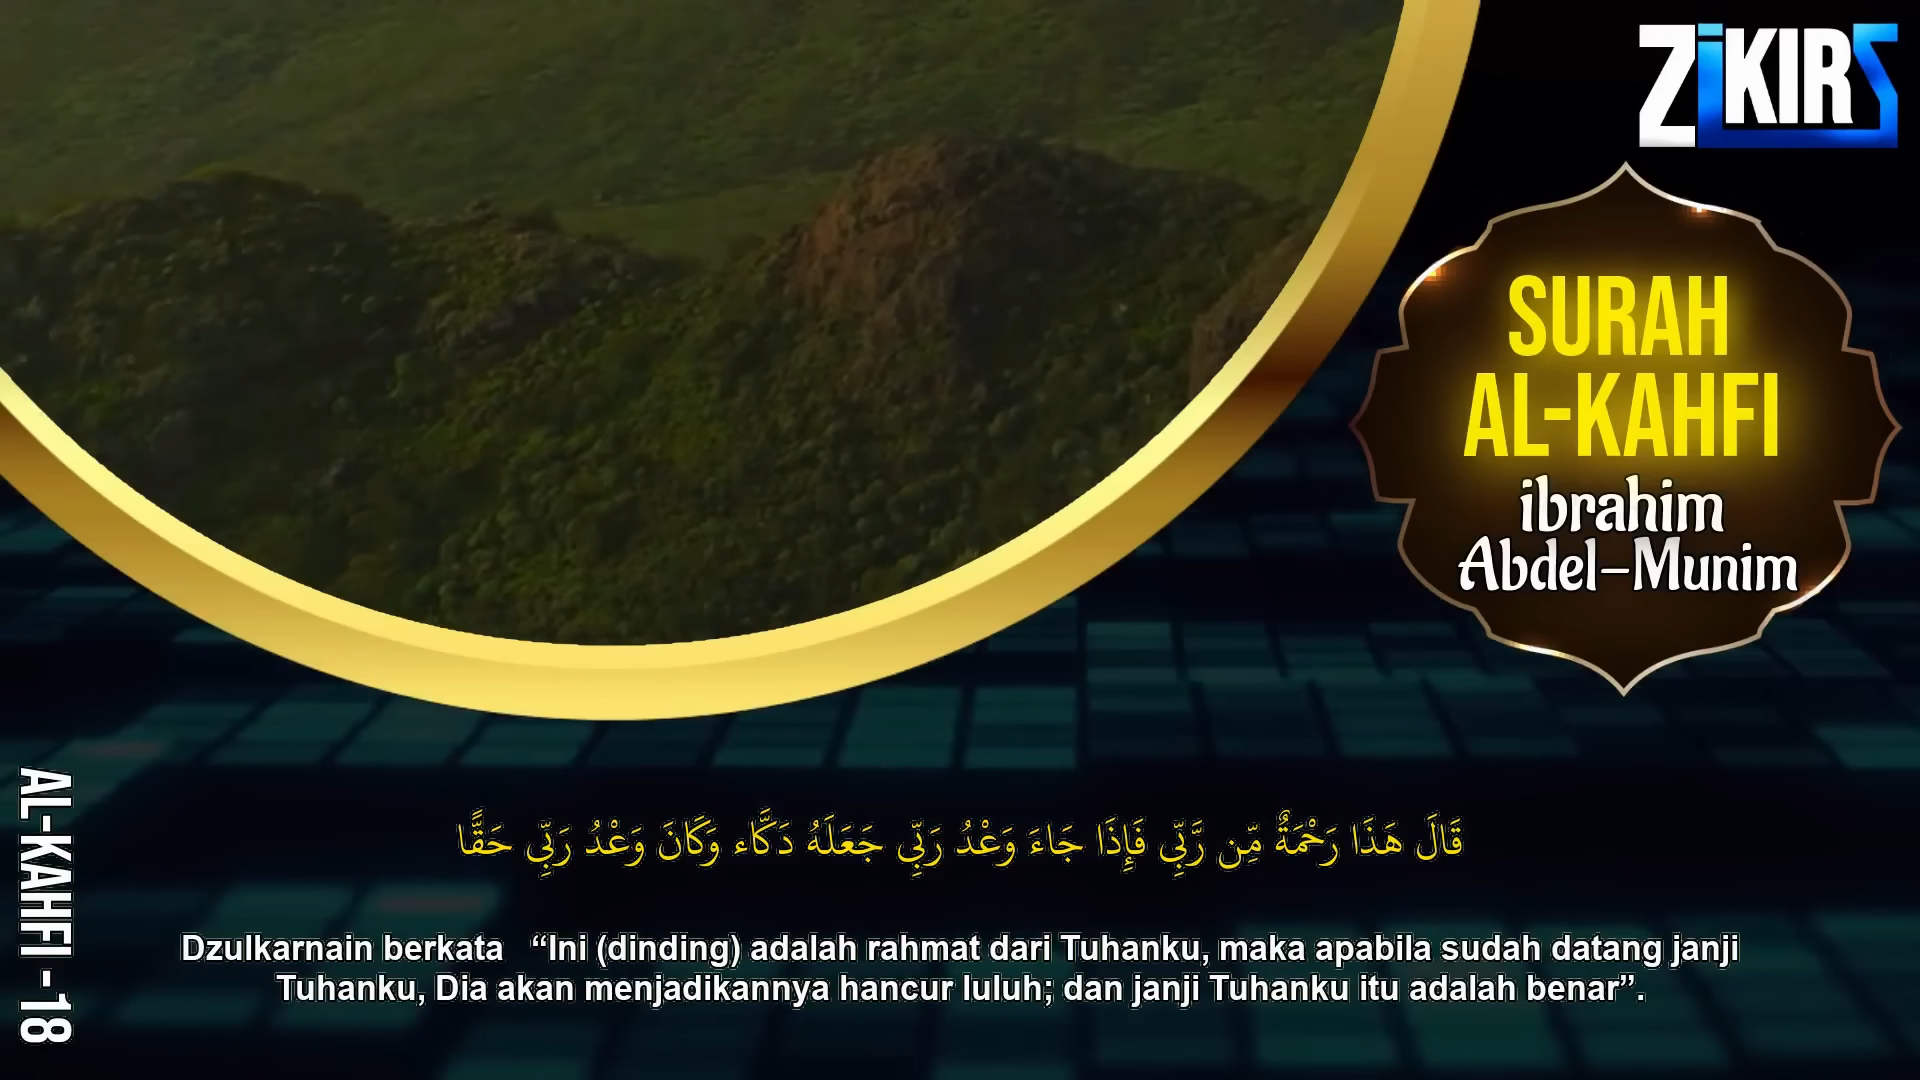 ZiKIRS
SURAH
AL-KAHFI
ibrahim
Abdel-Munim
قَالَ هَذَا رَحْمَةٌ مِّن رَّبِّي فَإِذَا جَاءَ وَعْدُ رَبِّي جَعَلَهُ دَكَّاء وَكَانَ وَعْدُ رَبِّي حَقًّا
Dzulkarnain berkata “Ini (dinding) adalah rahmat dari Tuhanku, maka apabila sudah datang janji
Tuhanku, Dia akan menjadikannya hancur luluh; dan janji Tuhanku itu adalah benar”.
AL-KAHFI - 18